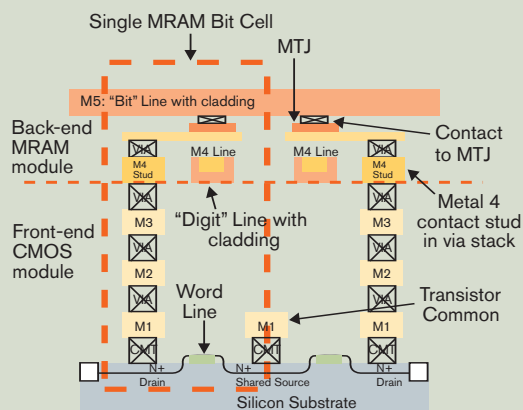 Single MRAM Bit Cell
MTJ
M5: “Bit” Line with cladding
Back-end
MRAM
module
VIA
M4 Line
M4 Line
VIA
Contact
to MTJ
M4
Stud
M4
Stud
VIA
“Digit” Line with
cladding
VIA
Metal 4
contact stud
in via stack
Front-end
CMOS
module
M3
M3
VIA
VIA
M2
M2
VIA
Word
Line
VIA
Transistor
Common
M1
M1
M1
CMT
CMT
CMT
N+
N+
N+
Drain
Shared Source
Drain
Silicon Substrate